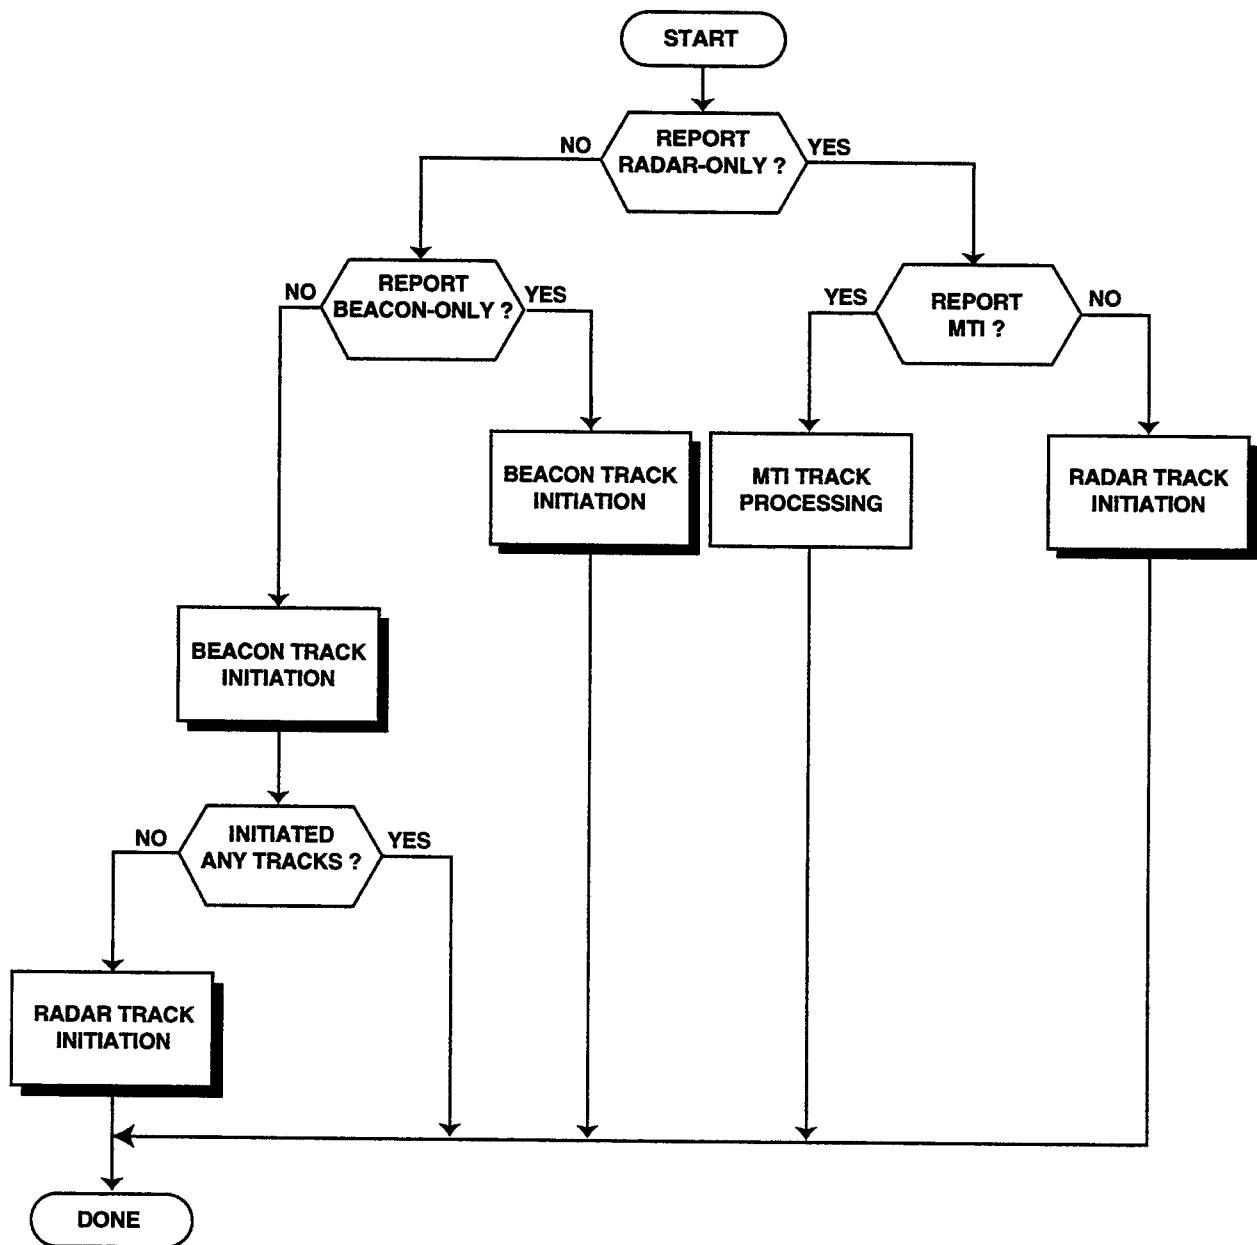 START
NO
REPORT
RADAR-ONLY ?
YES
NO
REPORT
BEACON-ONLY ?
YES
YES
REPORT
MTI ?
NO
BEACON TRACK
INITIATION
MTI TRACK
PROCESSING
RADAR TRACK
INITIATION
BEACON TRACK
INITIATION
NO
INITIATED
ANY TRACKS ?
YES
RADAR TRACK
INITIATION
DONE